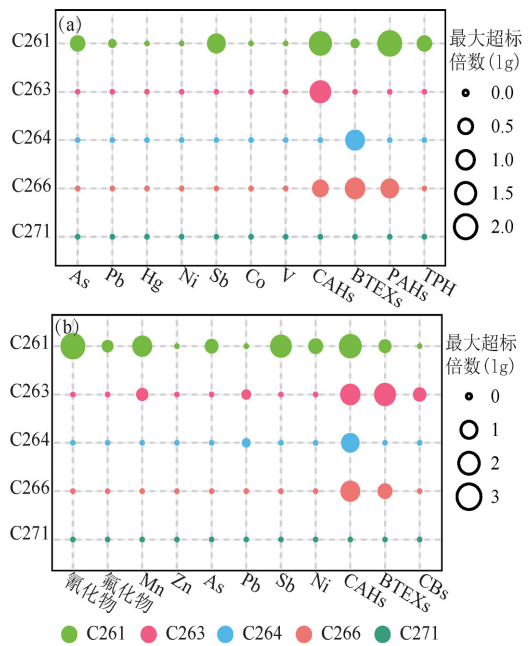 (a)
C261
C263
C264
C266
C271
As Pb Hg Ni Sb Co V CAHs BTEXs PAHs TPH
最大超标
倍数(lg)
0.0
0.5
1.0
1.5
2.0
(b)
C261
C263
C264
C266
C271
氰化物 氟化物 Mn Zn As Pb Sb Ni CAHs BTEXs CBs
最大超标
倍数(lg)
0
1
2
3
C261 C263 C264 C266 C271